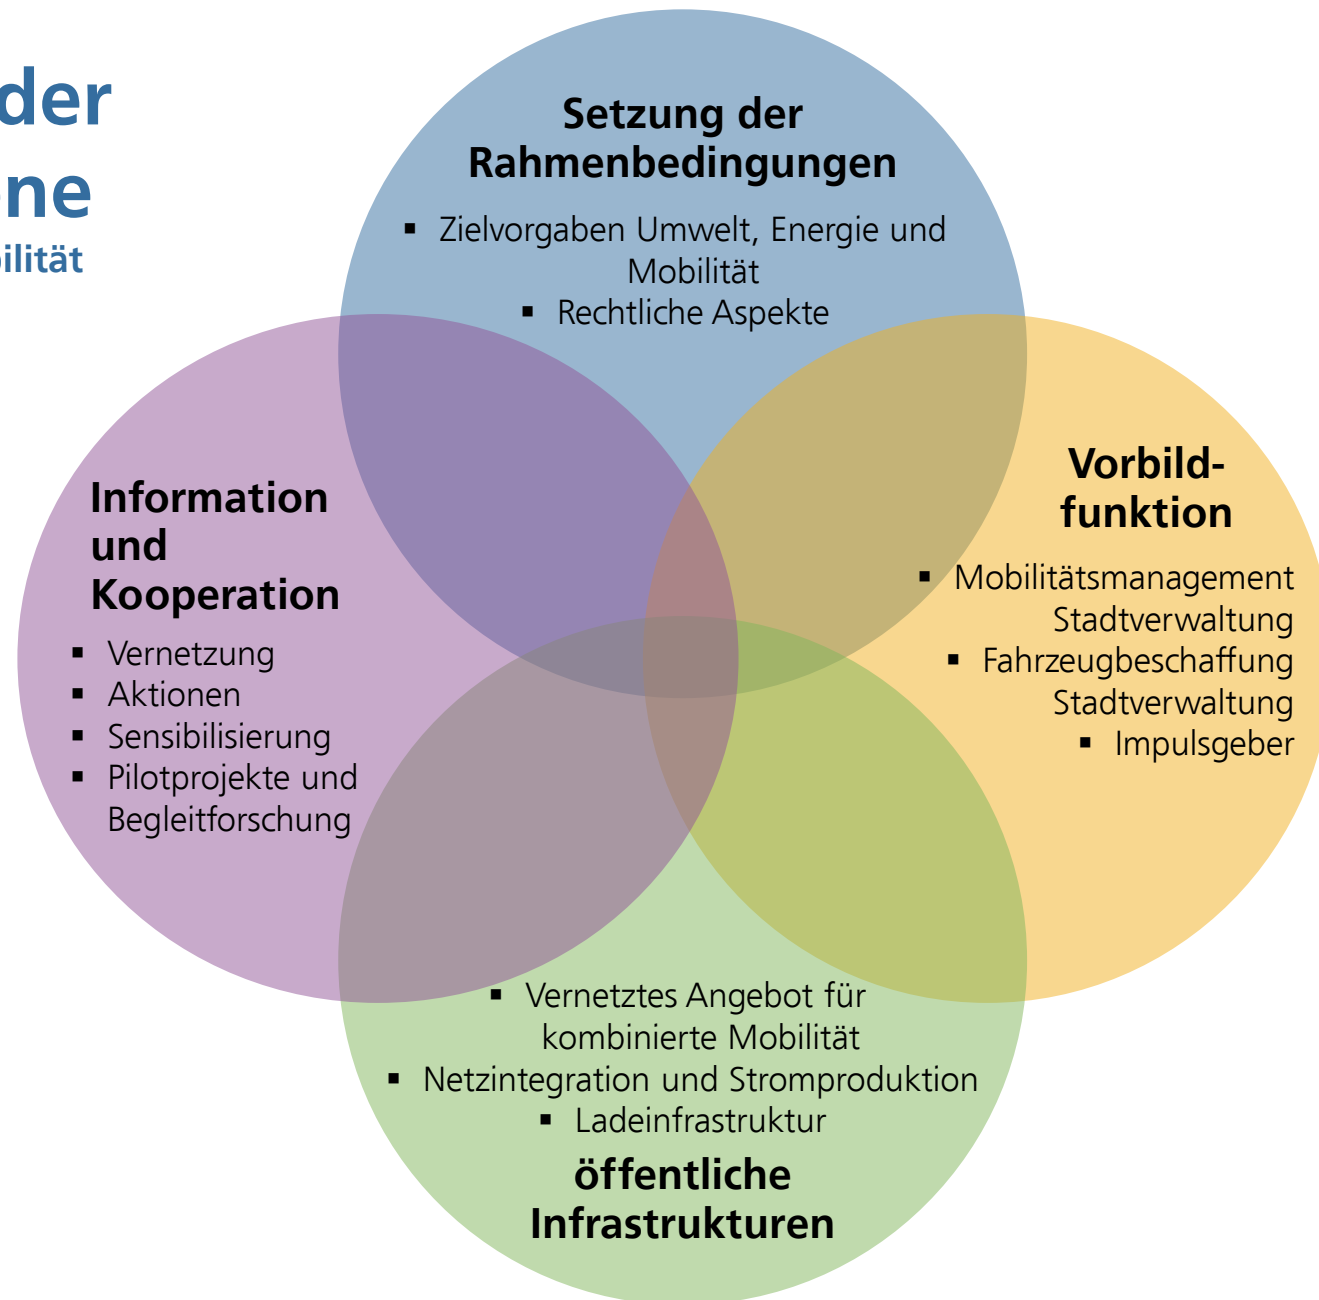 der
ne
bilität
Setzung der
Rahmenbedingungen
▪ Zielvorgaben Umwelt, Energie und
Mobilität
▪ Rechtliche Aspekte
Information
und
Kooperation
▪ Vernetzung
▪ Aktionen
▪ Sensibilisierung
▪ Pilotprojekte und
Begleitforschung
Vorbild-
funktion
▪ Mobilitätsmanagement
Stadtverwaltung
▪ Fahrzeugbeschaffung
Stadtverwaltung
▪ Impulsgeber
▪ Vernetztes Angebot für
kombinierte Mobilität
▪ Netzintegration und Stromproduktion
▪ Ladeinfrastruktur
öffentliche
Infrastrukturen